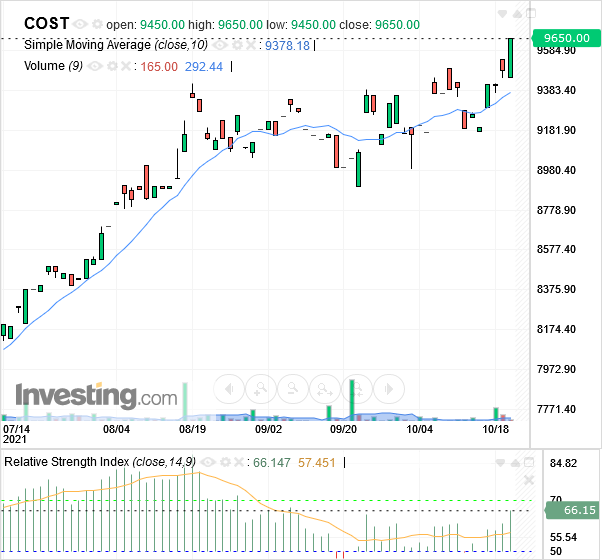 COST open: 9450.00 high: 9650.00 low: 9450.00 close: 9650.00
9650.00
Simple Moving Average (close,10) : 9378.18
9584.90
Volume (9) : 165.00 292.44
9383.40
9181.90
8980.40
8778.90
8577.40
8375.90
8174.40
7972.90
Investing.com
7771.40
07/14 08/04 08/19 09/02 09/20 10/04 10/18
2021
Relative Strength Index (close,14,9) : 66.147 57.451
84.82
70
66.15
55.54
50